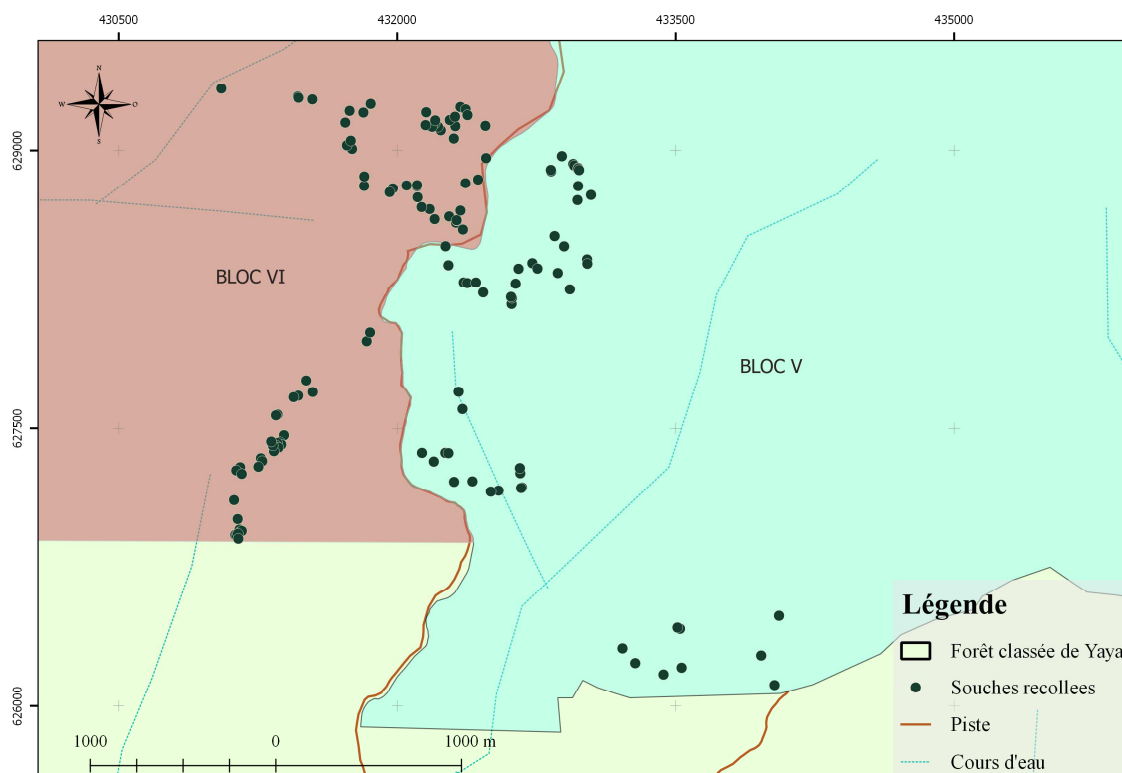 430500 432000 433500 435000
N
W O
S
629000
BLOC VI
BLOC V
627500
Légende
Forêt classée de Yaya
Souches recollees
626000
Piste
1000 0 1000 m
Cours d'eau